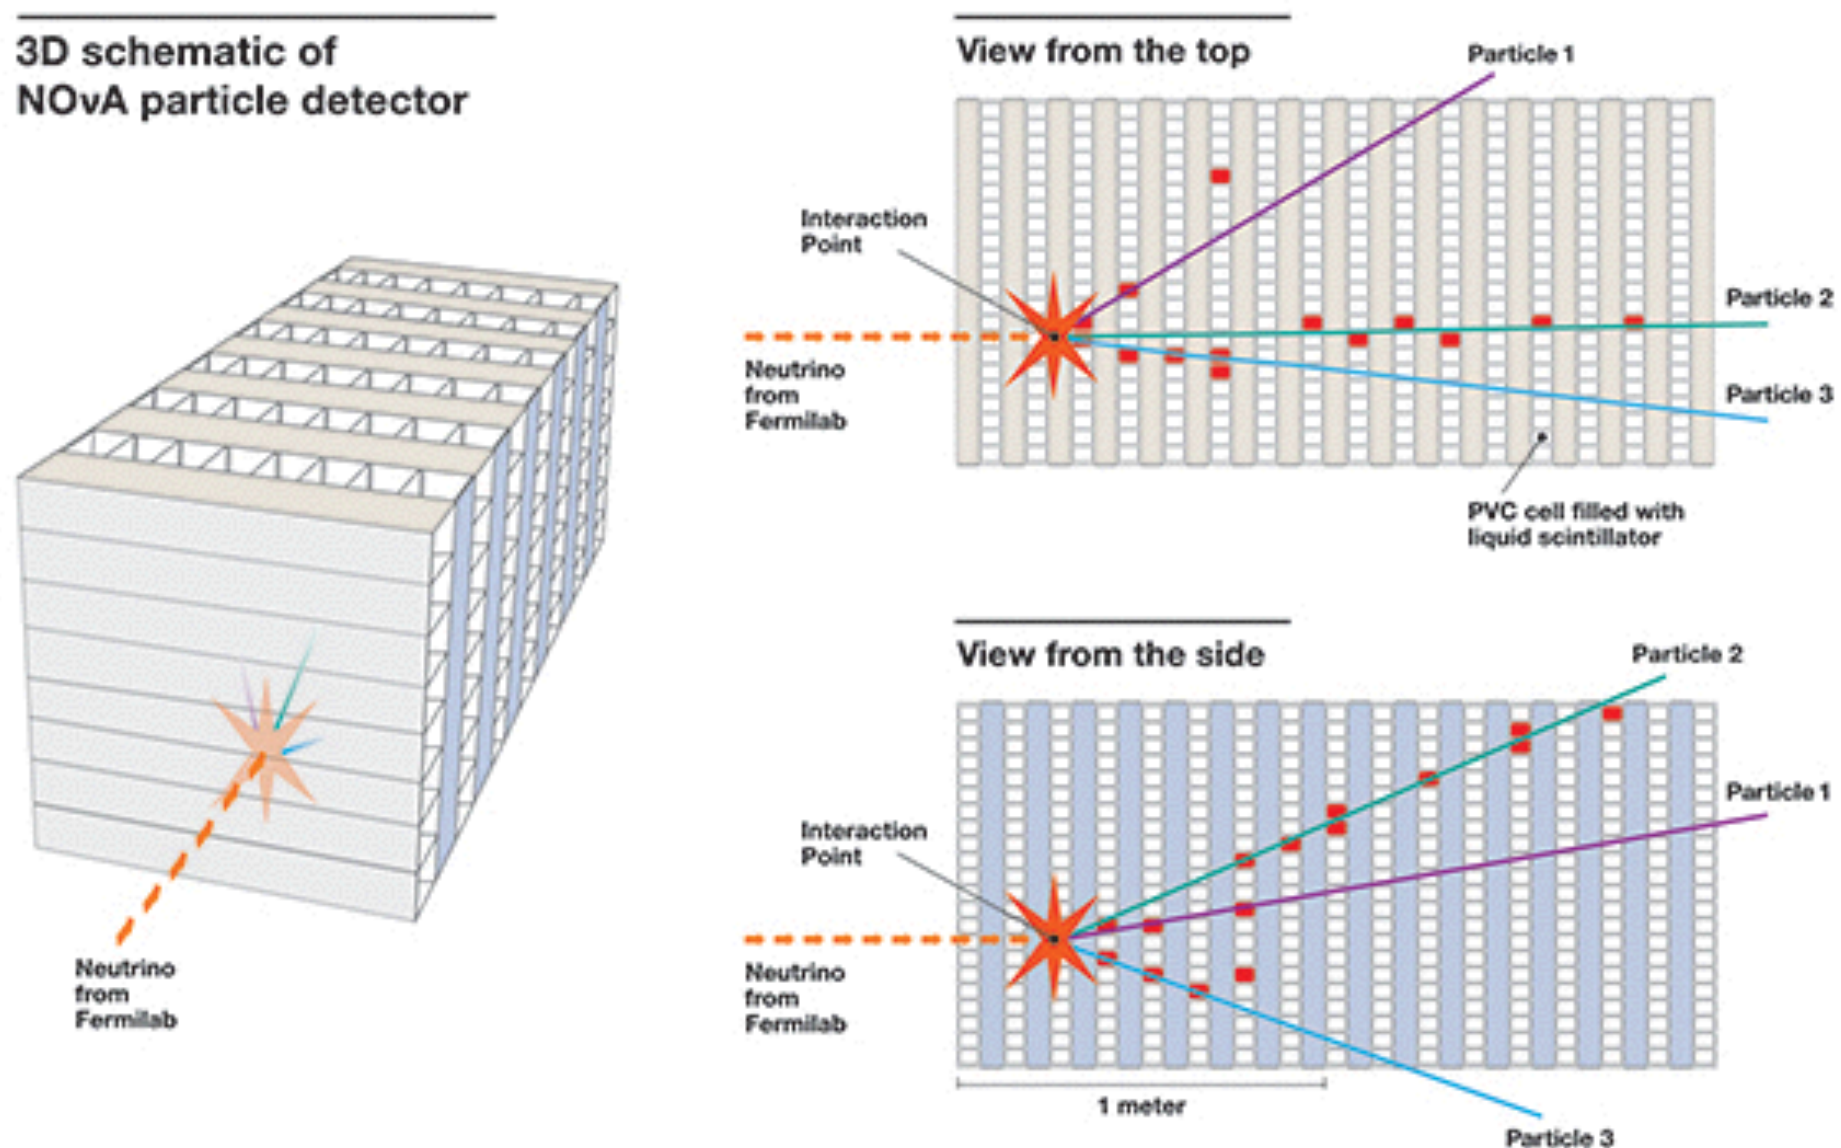 3D schematic of
NOvA particle detector
Neutrino
from
Fermilab
View from the top
Particle 1
Interaction
Point
Particle 2
Neutrino
from
Fermilab
Particle 3
PVC cell filled with
liquid scintillator
View from the side
Particle 2
Particle 1
Interaction
Point
Neutrino
from
Fermilab
1 meter
Particle 3